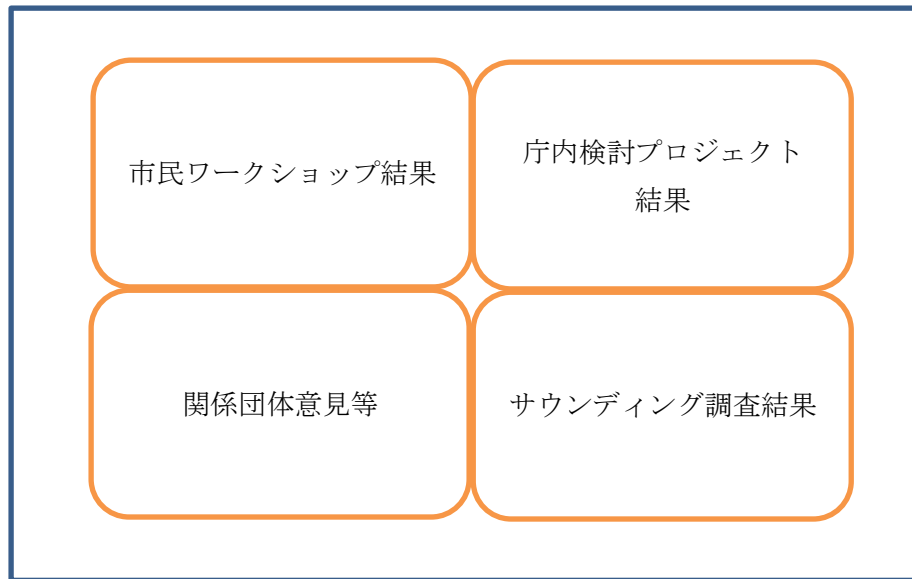 市民ワークショップ結果
庁内検討プロジェクト
結果
関係団体意見等
サウンディング調査結果